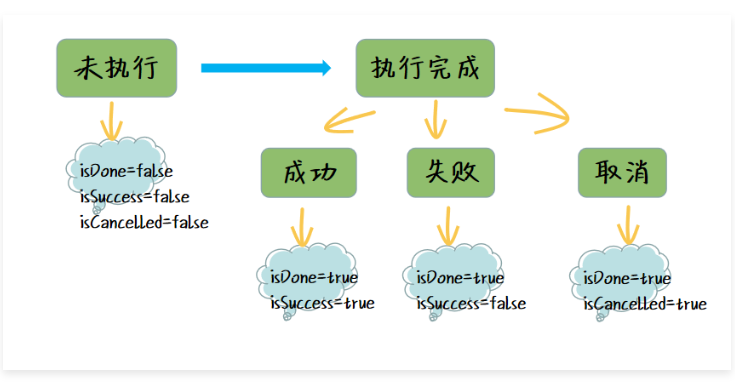 未执行
执行完成
isDone=false
isSuccess=false
isCancelled=false
成功
失败
取消
isDone=true
isSuccess=true
isDone=true
isSuccess=false
isDone=true
isCancelled=true